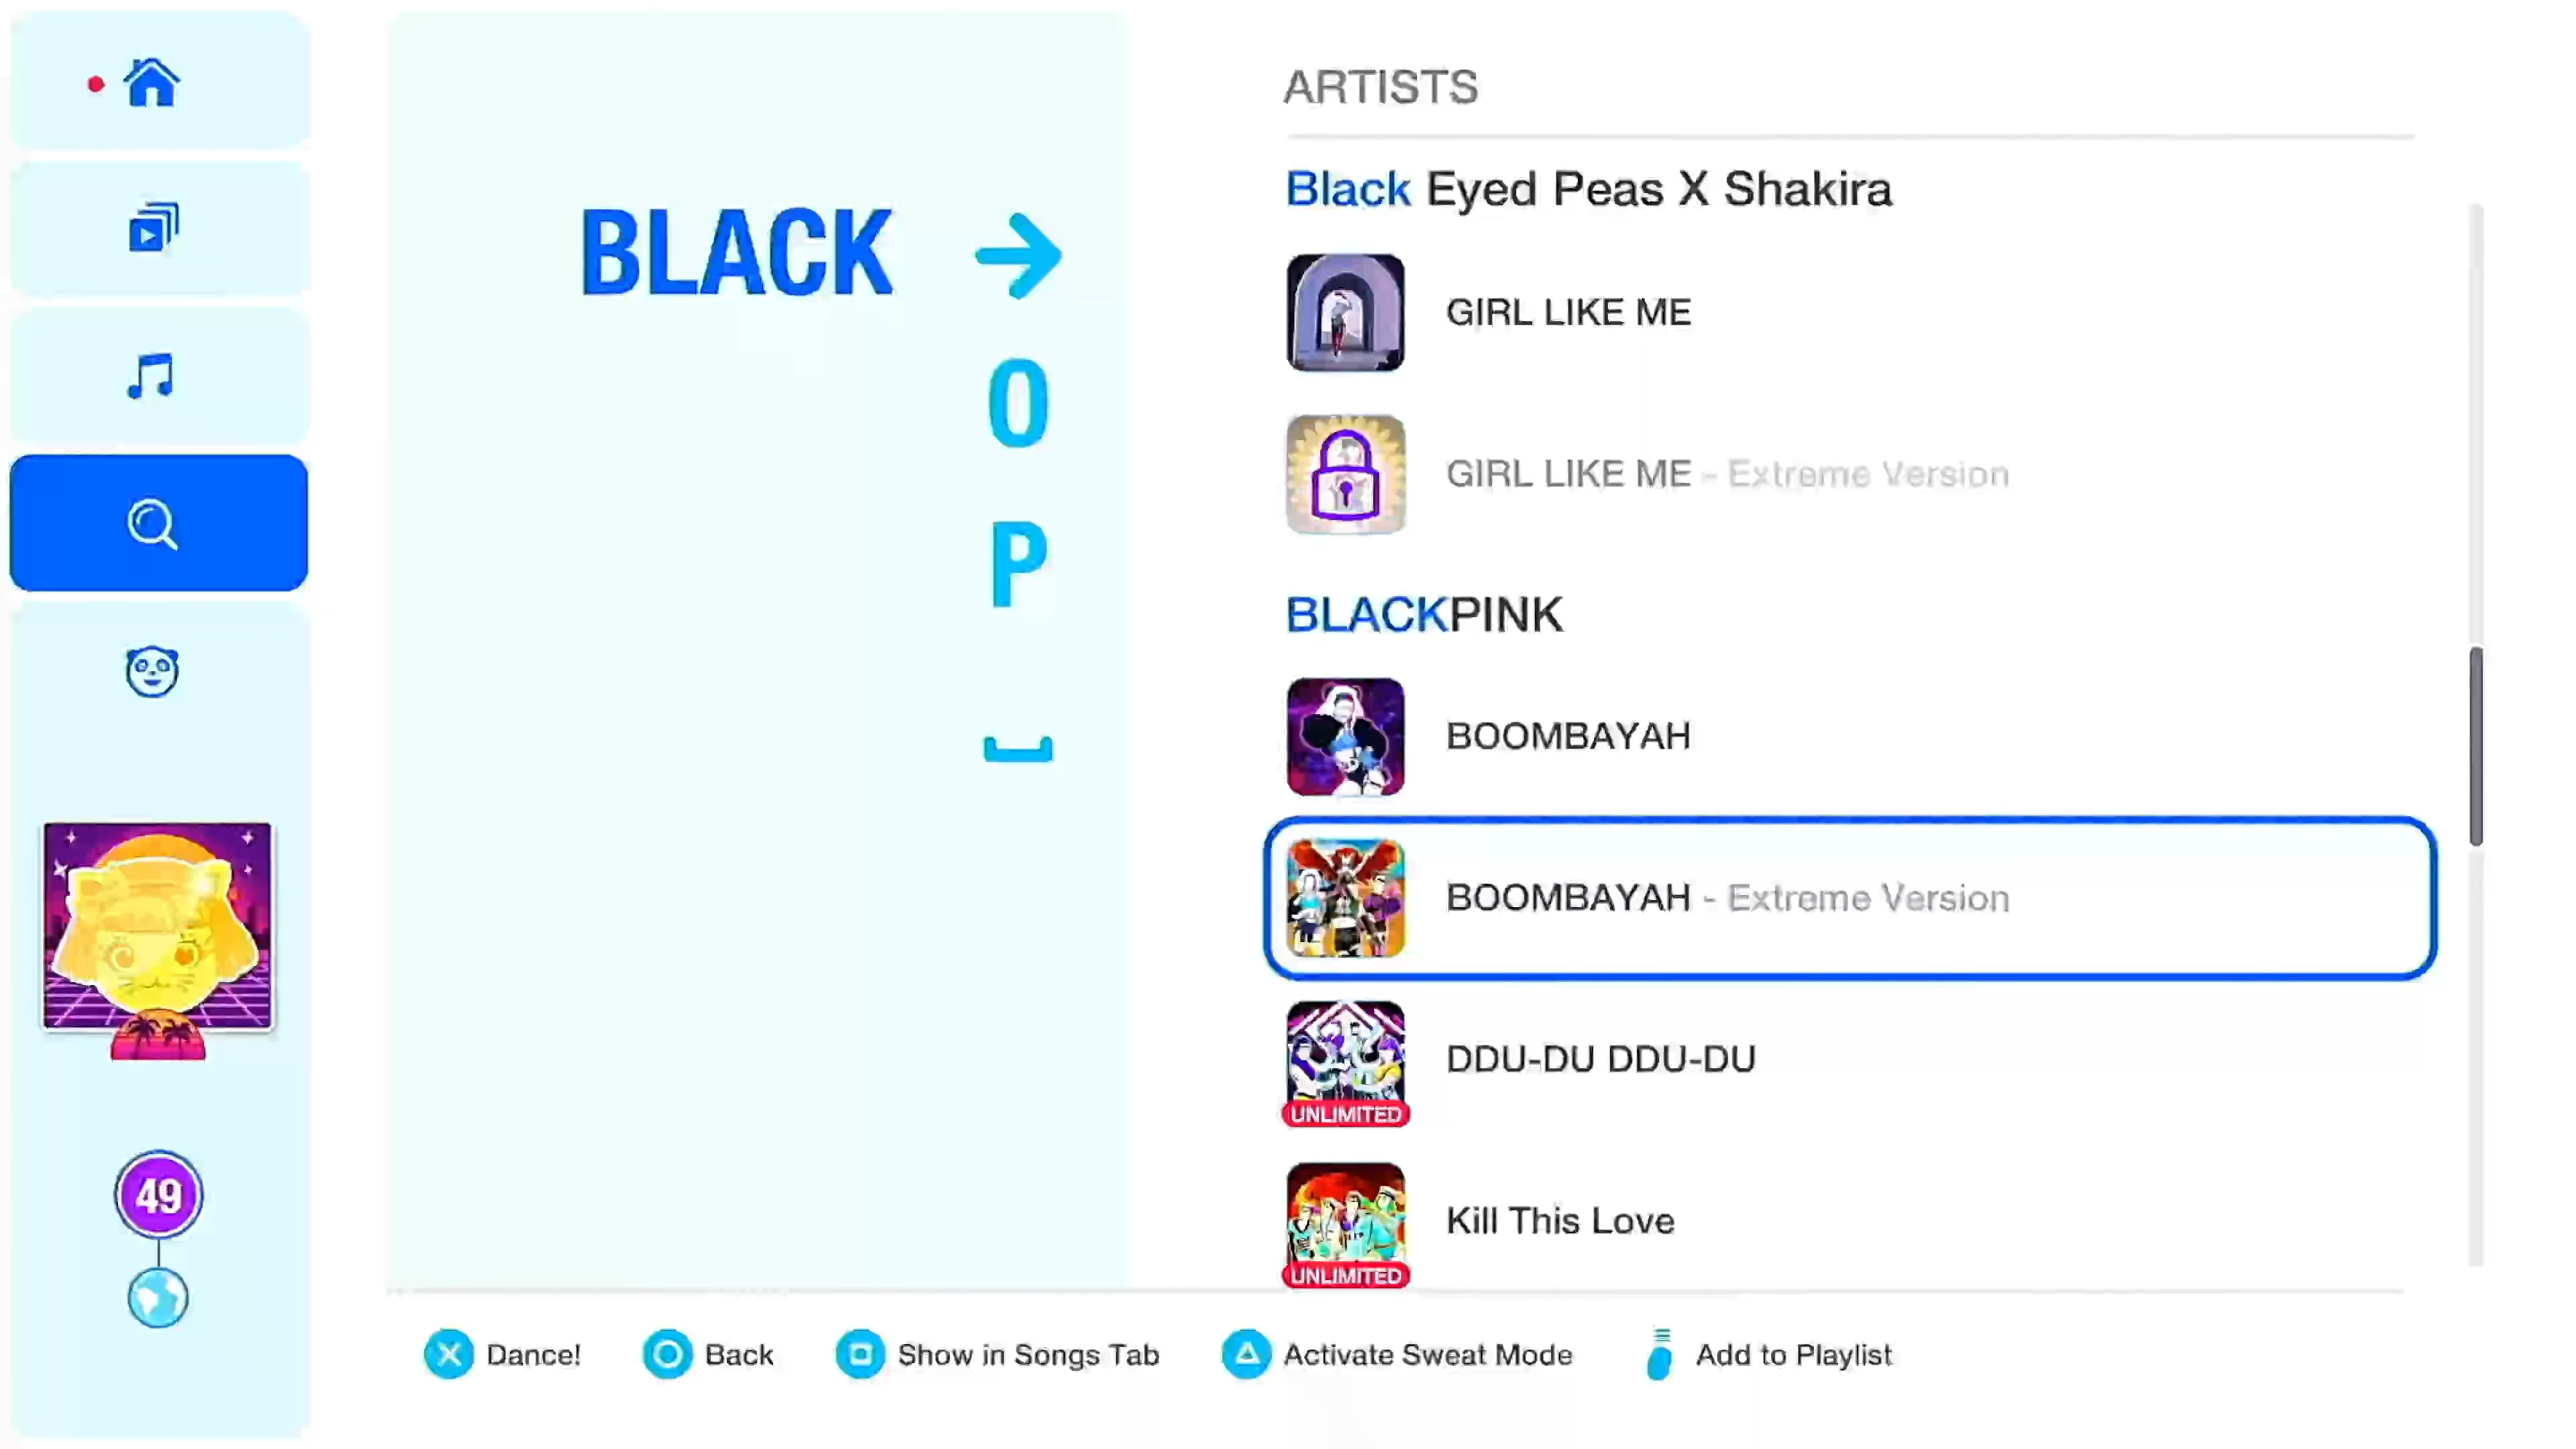 BLACK
O
P
49
ARTISTS
Black Eyed Peas X Shakira
GIRL LIKE ME
GIRL LIKE ME - Extreme Version
BLACKPINK
BOOMBAYAH
BOOMBAYAH - Extreme Version
DDU-DU DDU-DU
UNLIMITED
Kill This Love
UNLIMITED
Dance! Back Show in Songs Tab Activate Sweat Mode Add to Playlist